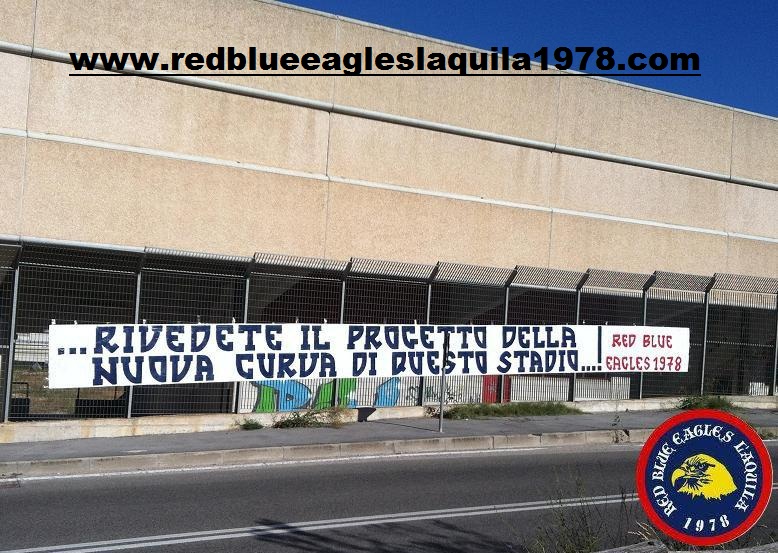 www.redblueeagleslaquila1978.com
...RIVEDETE IL PROGETTO DELLA
NUOVA CURVA DI QUESTO STADIO...!
RED BLUE
EAGLES 1978
RED BLUE EAGLES L'AQUILA
1978